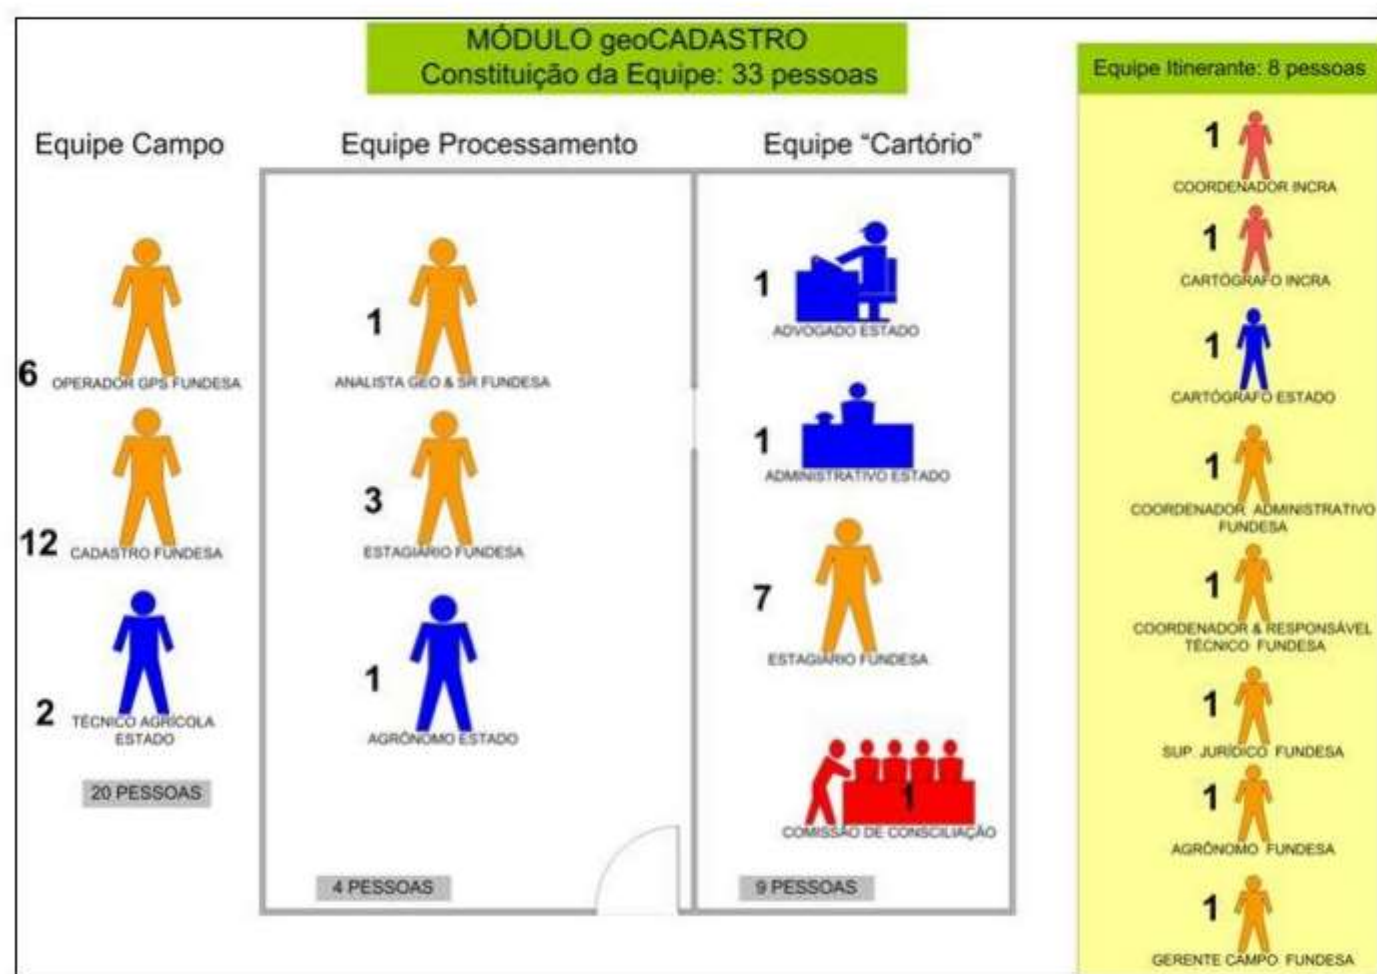 MÓDULO geoCADASTRO
Constituição da Equipe: 33 pessoas
Equipe Campo
6
OPERADOR GPS FUNDESA
12
CADASTRO FUNDESA
2
TÉCNICO AGRÍCOLA
ESTADO
20 PESSOAS
Equipe Processamento
1
ANALISTA GEO & SR FUNDESA
3
ESTAGIÁRIO FUNDESA
1
AGRÔNOMO ESTADO
4 PESSOAS
Equipe “Cartório”
1
ADVOGADO ESTADO
1
ADMINISTRATIVO ESTADO
7
ESTAGIÁRIO FUNDESA
1
COMISSÃO DE CONSCILIAÇÃO
9 PESSOAS
Equipe Itinerante: 8 pessoas
1
COORDENADOR INCRA
1
CARTÓGRAFO INCRA
1
CARTÓGRAFO ESTADO
1
COORDENADOR ADMINISTRATIVO
FUNDESA
1
COORDENADOR & RESPONSÁVEL
TÉCNICO FUNDESA
1
SUP. JURÍDICO FUNDESA
1
AGRÔNOMO FUNDESA
1
GERENTE CAMPO FUNDESA